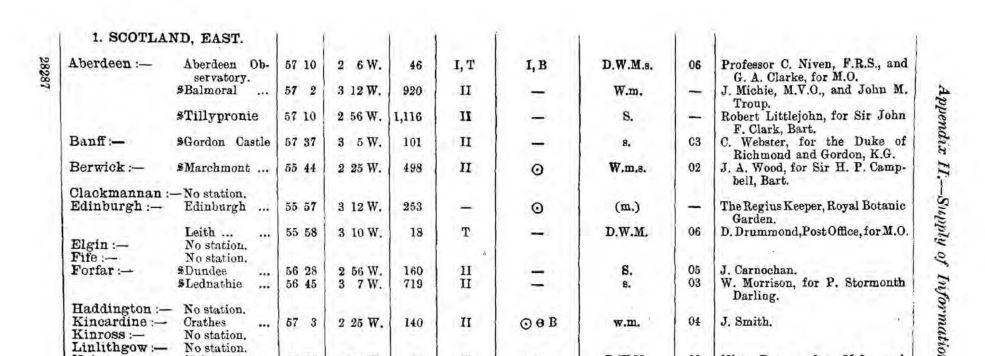 1. SCOTLAND, EAST.
Aberdeen :— Aberdeen Ob- 57 10 2 6 W. 46 I, T I, B D.W.M.s. 06 Professor C. Niven, F.R.S., and
servatory. G. A. Clarke, for M.O.
$Balmoral ... 57 2 3 12 W. 920 II — W.m. — J. Michie, M.V.O., and John M.
Troup.
$Tillypronie 57 10 2 56 W. 1,116 II — S. — Robert Littlejohn, for Sir John
F. Clark, Bart.
Banff :— $Gordon Castle 57 37 3 5 W. 101 II — s. 03 C. Webster, for the Duke of
Richmond and Gordon, K.G.
Berwick :— $Marchmont ... 55 44 2 25 W. 498 II ⊙ W.m.s. 02 J. A. Wood, for Sir H. P. Camp-
bell, Bart.
Clackmannan :— No station.
Edinburgh :— Edinburgh ... 55 57 3 12 W. 253 — ⊙ (m.) — The Regius Keeper, Royal Botanic
Garden.
Leith ... ... 55 58 3 10 W. 18 T — D.W.M. 06 D. Drummond, Post Office, for M.O.
Elgin :— No station.
Fife :— No station.
Forfar :— $Dundee ... 56 28 2 56 W. 160 II — S. 05 J. Carnochan.
$Lednathie ... 56 45 3 7 W. 719 II — s. 03 W. Morrison, for P. Stormonth
Darling.
Haddington :— No station.
Kincardine :— Crathes ... 57 3 2 25 W. 140 II ⊙ ϴ B w.m. 04 J. Smith.
Kinross :— No station.
Linlithgow :— No station.
28287
Appendix II.—Supply of Information